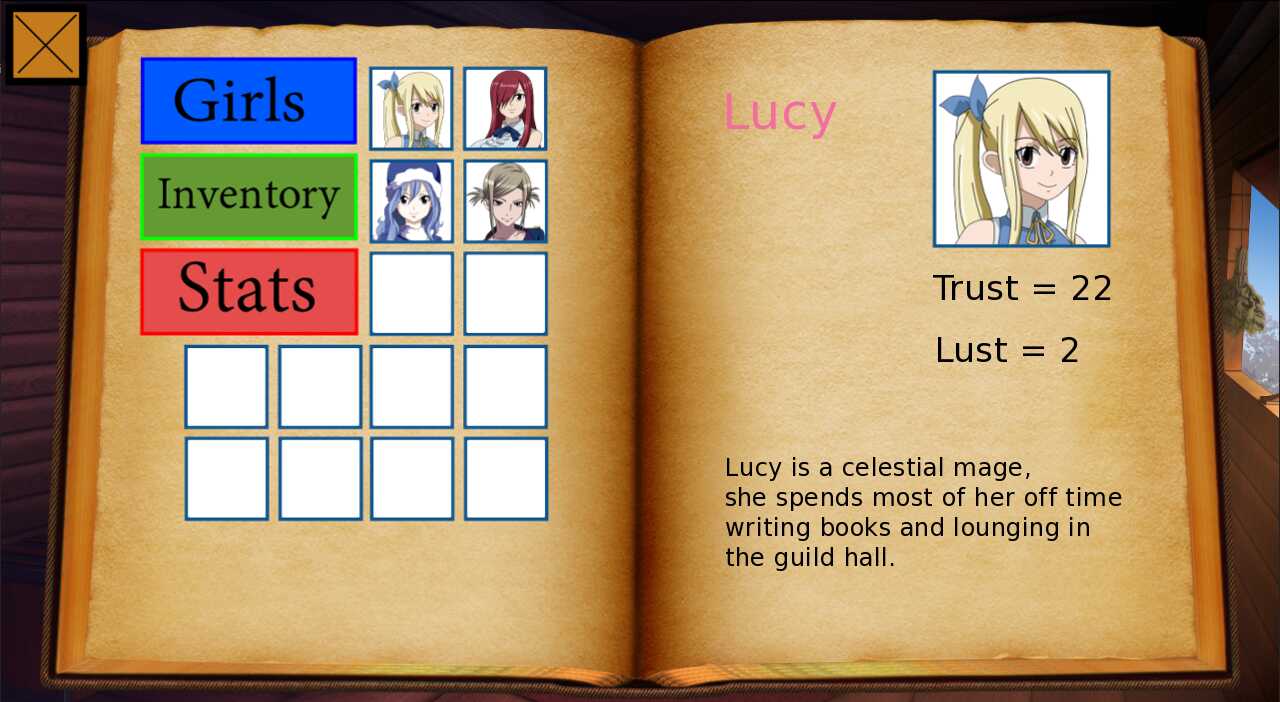 Girls
Inventory
Stats
Lucy
Trust = 22
Lust = 2
Lucy is a celestial mage,
she spends most of her off time
writing books and lounging in
the guild hall.